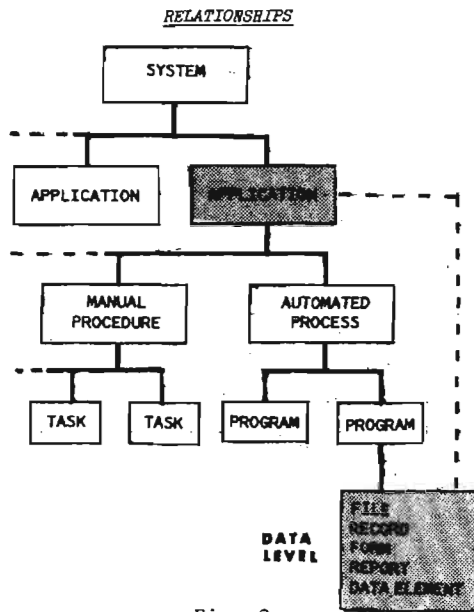 RELATIONSHIPS
SYSTEM
APPLICATION
APPLICATION
MANUAL
PROCEDURE
AUTOMATED
PROCESS
TASK
TASK
PROGRAM
PROGRAM
DATA
LEVEL
FILE
RECORD
FORM
REPORT
DATA ELEMENT